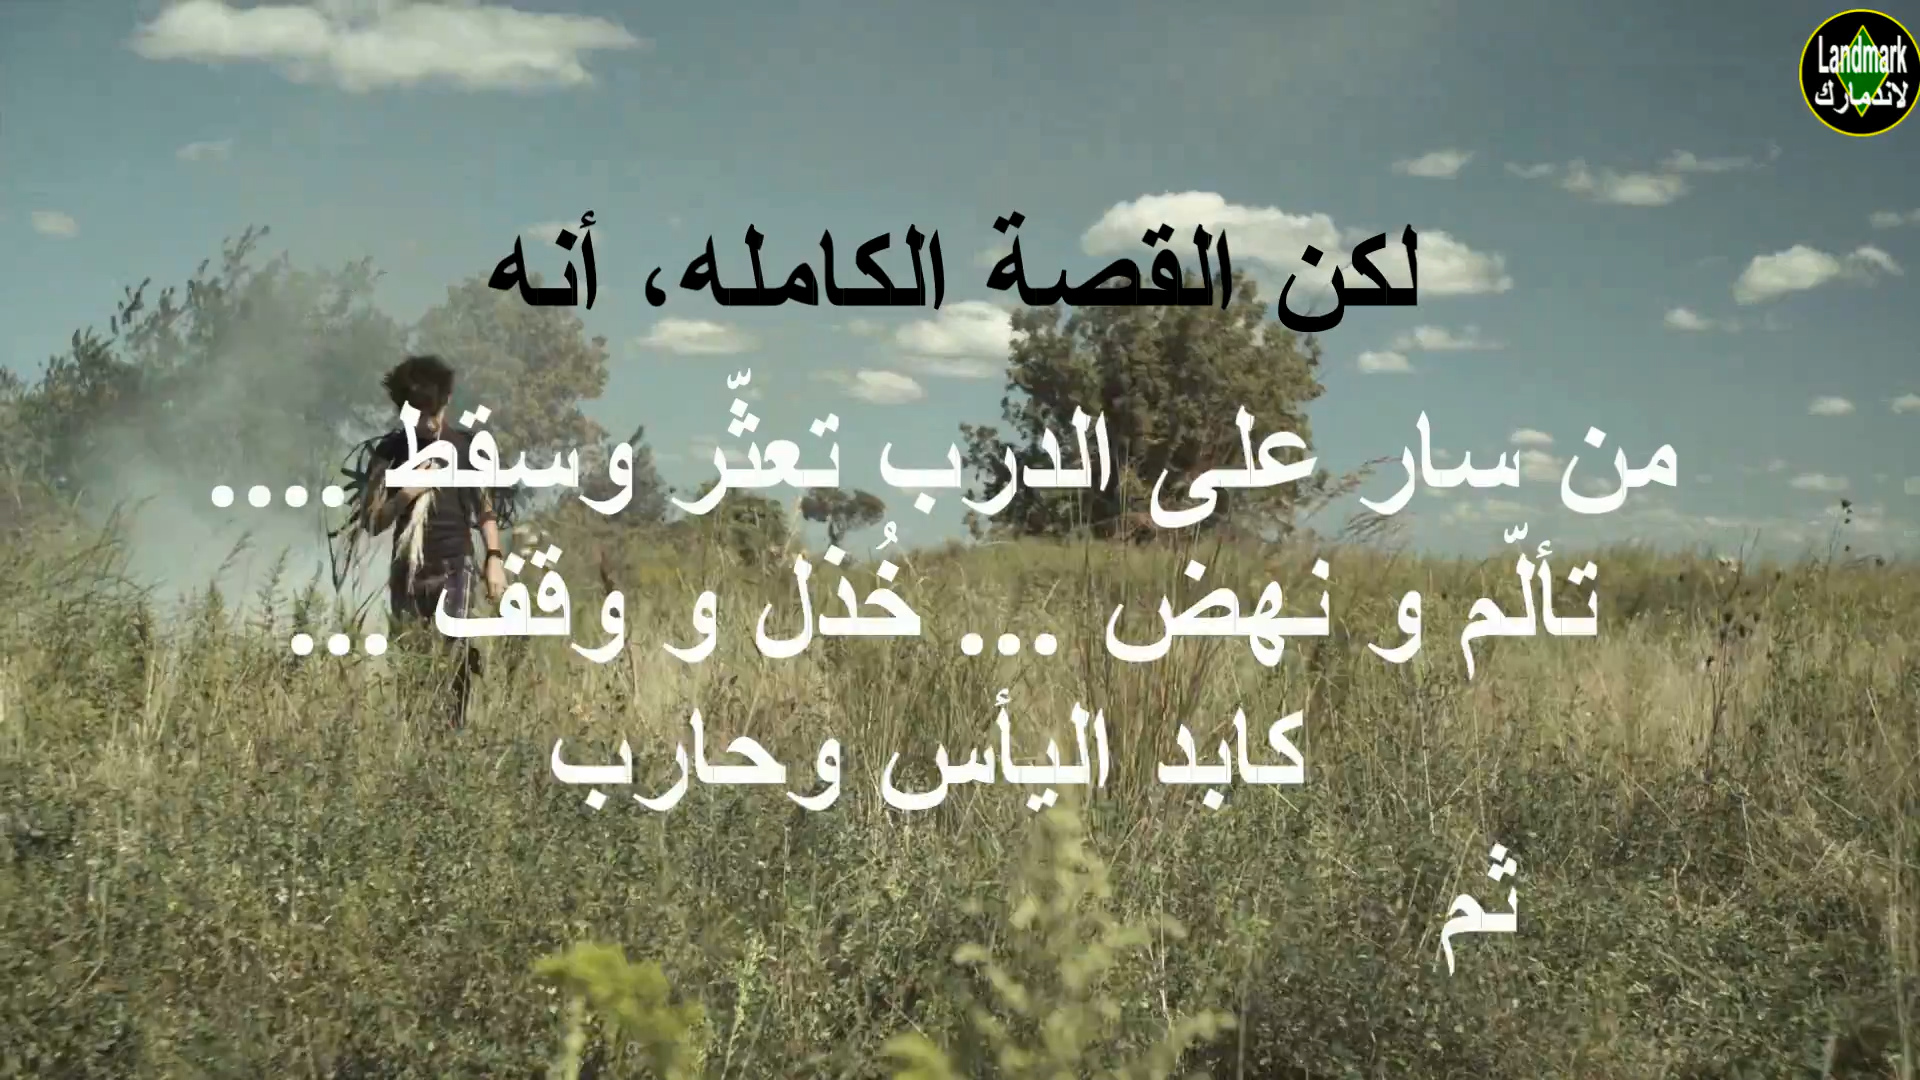 Landmark
لاندمارك
لكن القصة الكامله، أنه
من سار على الدرب تعثّر وسقط ....
تألّم و نهض ... خُذل و وقف ...
كابد اليأس وحارب
ثم